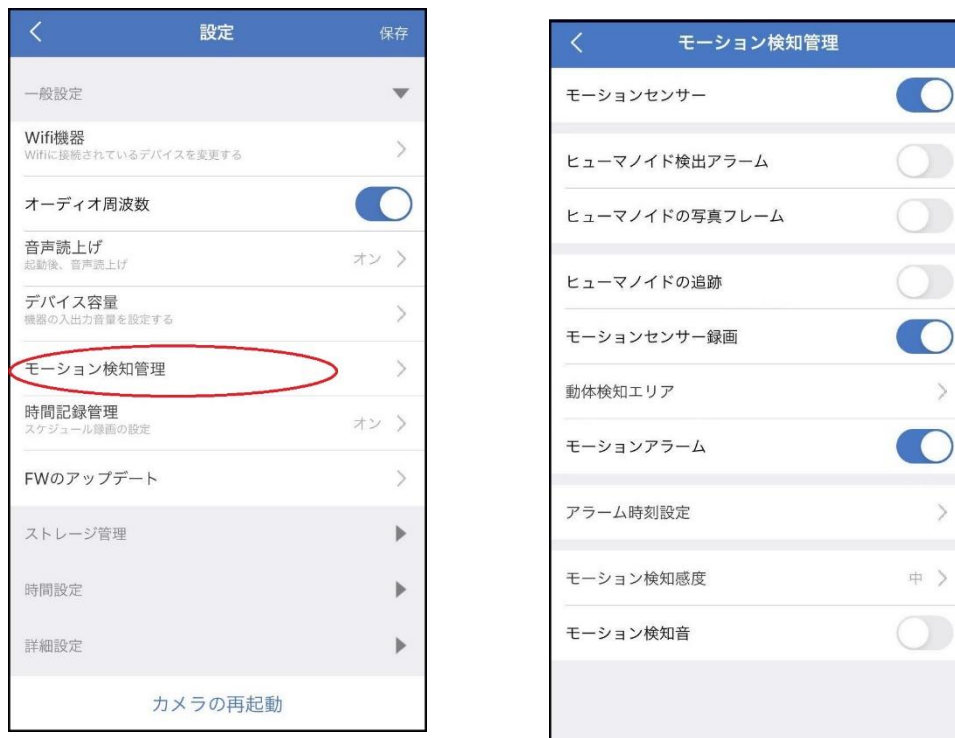 設定
保存
一般設定
Wifi機器
Wifiに接続されているデバイスを変更する
オーディオ周波数
音声読上げ
起動後、音声読上げ
オン
デバイス容量
機器の入出力音量を設定する
モーション検知管理
時間記録管理
スケジュール録画の設定
オン
FWのアップデート
ストレージ管理
時間設定
詳細設定
カメラの再起動
モーション検知管理
モーションセンサー
ヒューマノイド検出アラーム
ヒューマノイドの写真フレーム
ヒューマノイドの追跡
モーションセンサー録画
動体検知エリア
モーションアラーム
アラーム時刻設定
モーション検知感度
中
モーション検知音